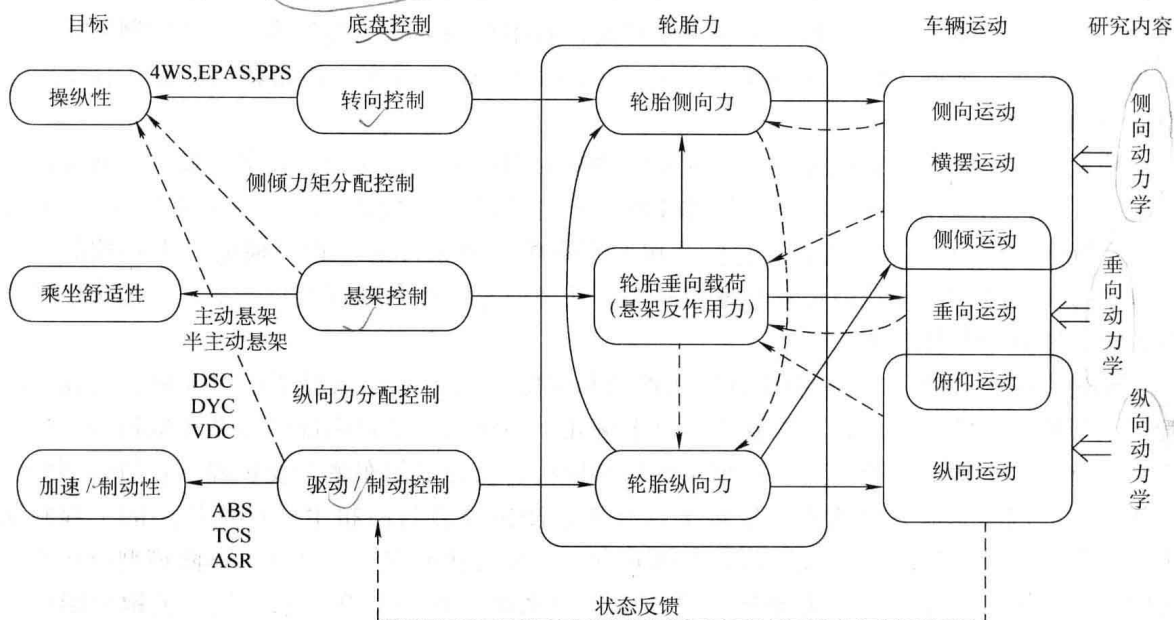 目标
底盘控制
轮胎力
车辆运动
研究内容
4WS,EPAS,PPS
操纵性
转向控制
轮胎侧向力
侧向运动
横摆运动
侧向动力学
侧倾力矩分配控制
侧倾运动
乘坐舒适性
悬架控制
轮胎垂向载荷
(悬架反作用力)
垂向运动
垂向动力学
主动悬架
半主动悬架
俯仰运动
DSC
DYC
VDC
纵向力分配控制
纵向动力学
加速/-制动性
驱动/制动控制
轮胎纵向力
纵向运动
ABS
TCS
ASR
状态反馈